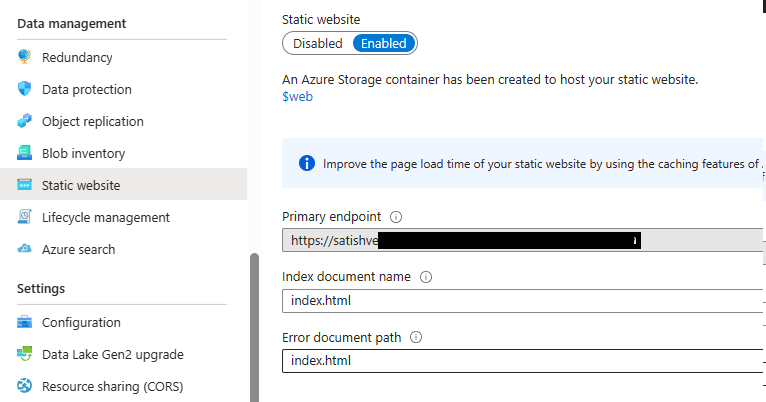 Data management
Redundancy
Data protection
Object replication
Blob inventory
Static website
Lifecycle management
Azure search
Settings
Configuration
Data Lake Gen2 upgrade
Resource sharing (CORS)
Static website
Disabled Enabled
An Azure Storage container has been created to host your static website.
$web
Improve the page load time of your static website by using the caching features of
Primary endpoint
https://satishve
Index document name
index.html
Error document path
index.html